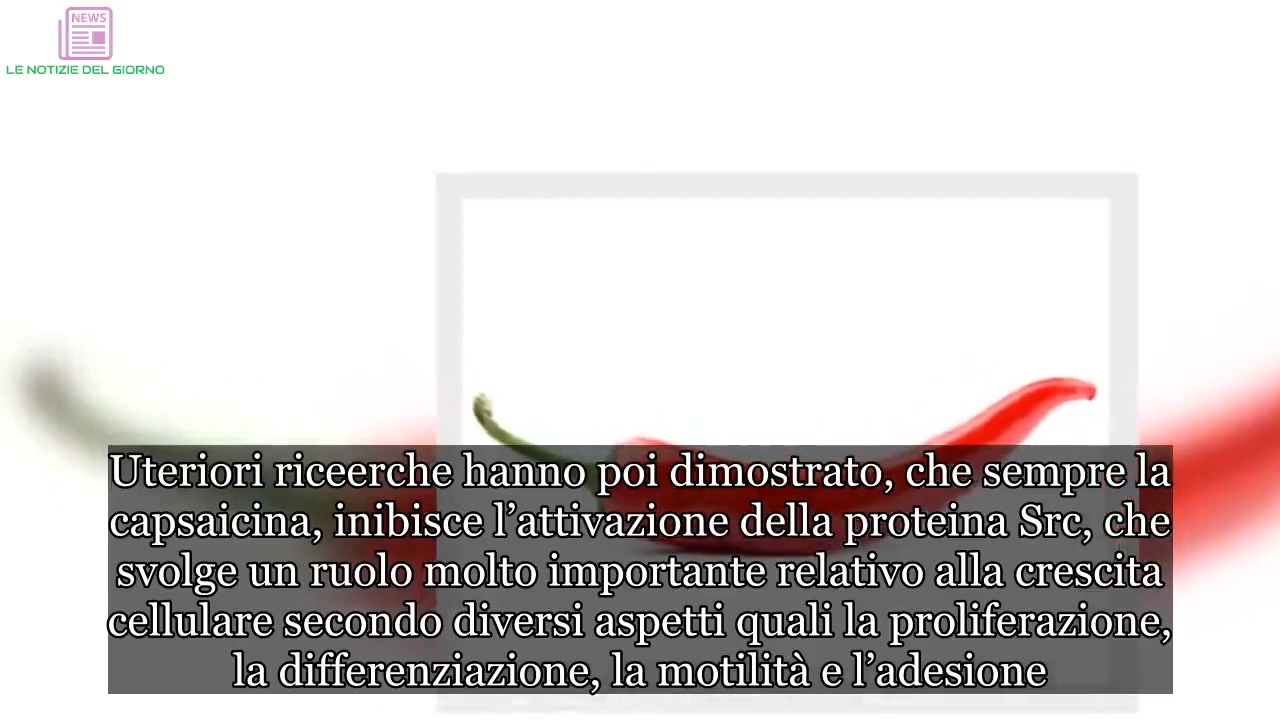 NEWS
LE NOTIZIE DEL GIORNO
Uteriori riceerche hanno poi dimostrato, che sempre la
capsaicina, inibisce l’attivazione della proteina Src, che
svolge un ruolo molto importante relativo alla crescita
cellulare secondo diversi aspetti quali la proliferazione,
la differenziazione, la motilità e l’adesione